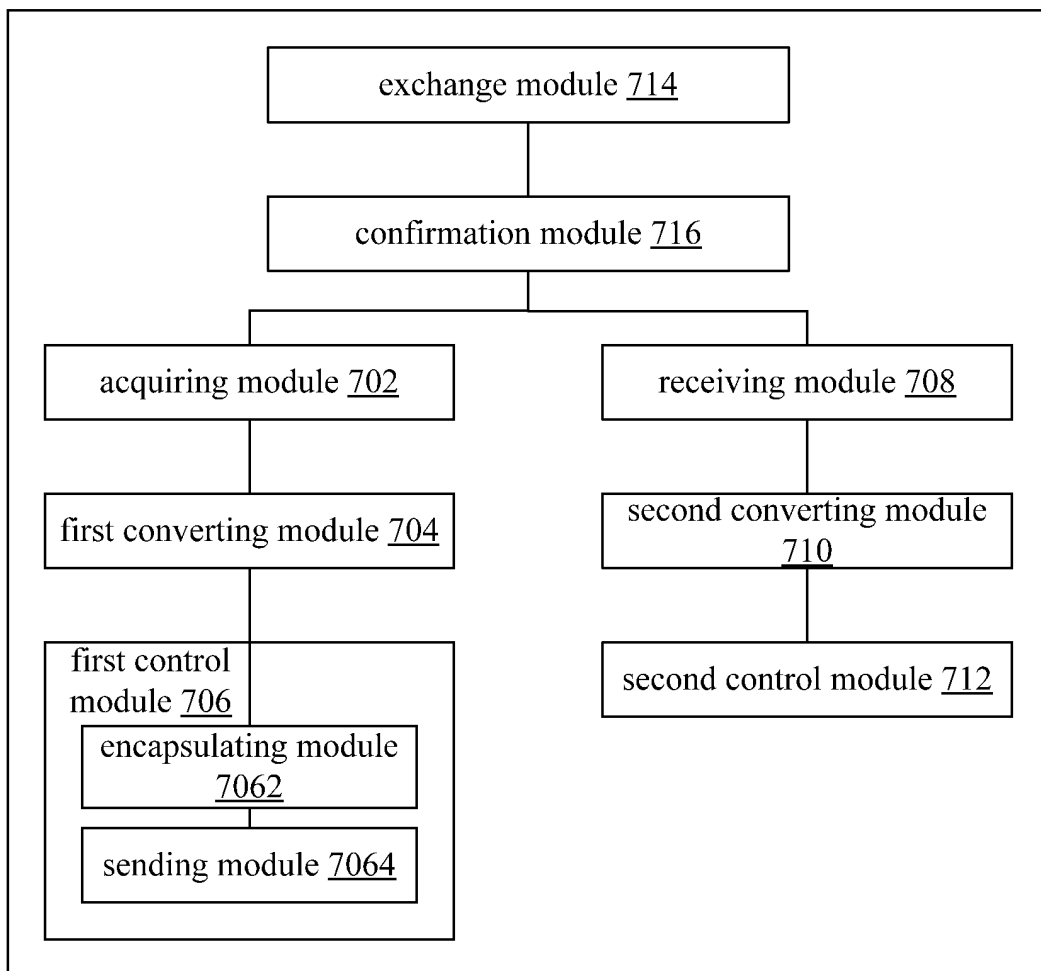 exchange module 714
confirmation module 716
acquiring module 702
receiving module 708
first converting module 704
second converting module
710
first control
module 706
second control module 712
encapsulating module
7062
sending module 7064